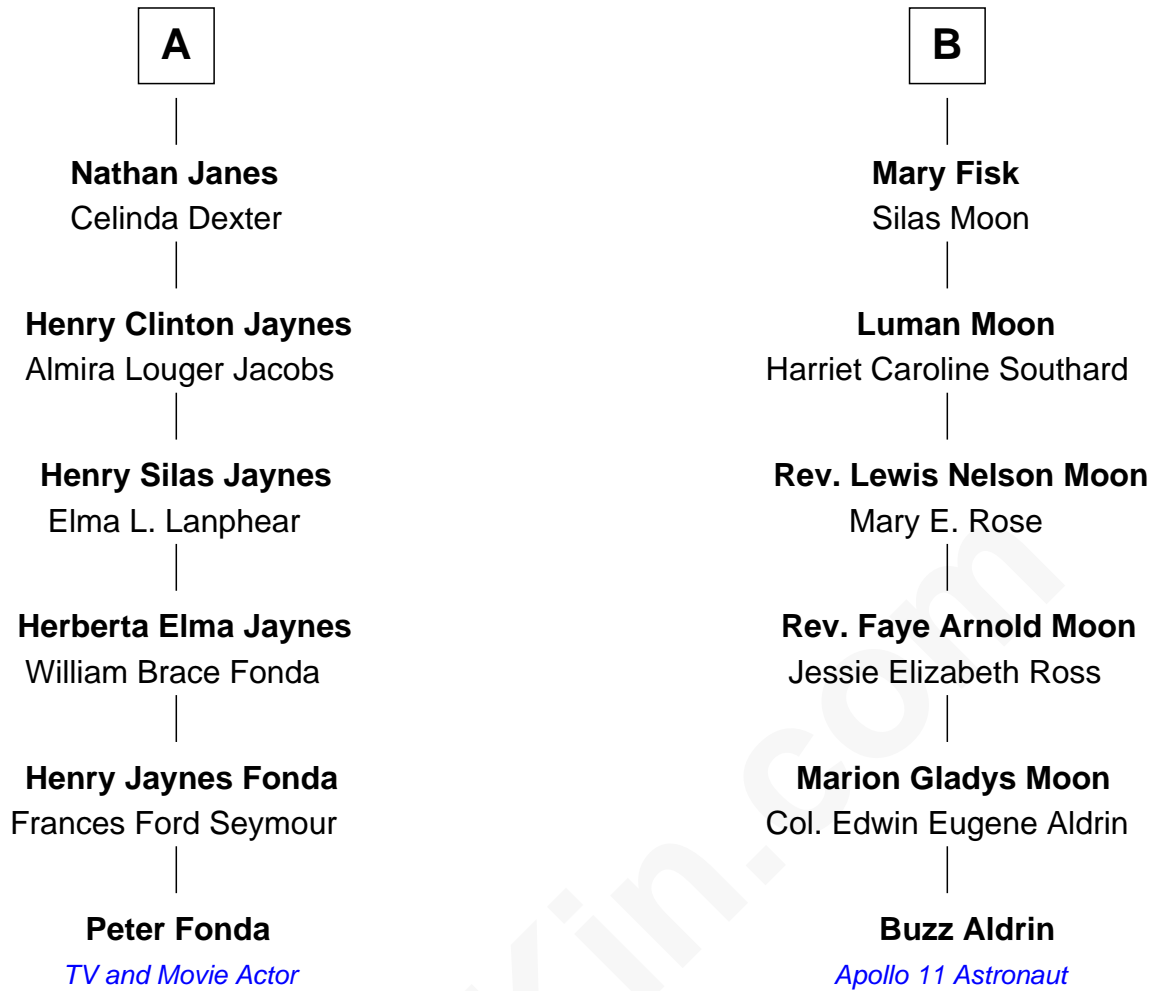 A
B
Nathan Janes
Celinda Dexter
Mary Fisk
Silas Moon
Henry Clinton Jaynes
Almira Louger Jacobs
Luman Moon
Harriet Caroline Southard
Henry Silas Jaynes
Elma L. Lanphear
Rev. Lewis Nelson Moon
Mary E. Rose
Herberta Elma Jaynes
William Brace Fonda
Rev. Faye Arnold Moon
Jessie Elizabeth Ross
Henry Jaynes Fonda
Frances Ford Seymour
Marion Gladys Moon
Col. Edwin Eugene Aldrin
Peter Fonda
TV and Movie Actor
Buzz Aldrin
Apollo 11 Astronaut